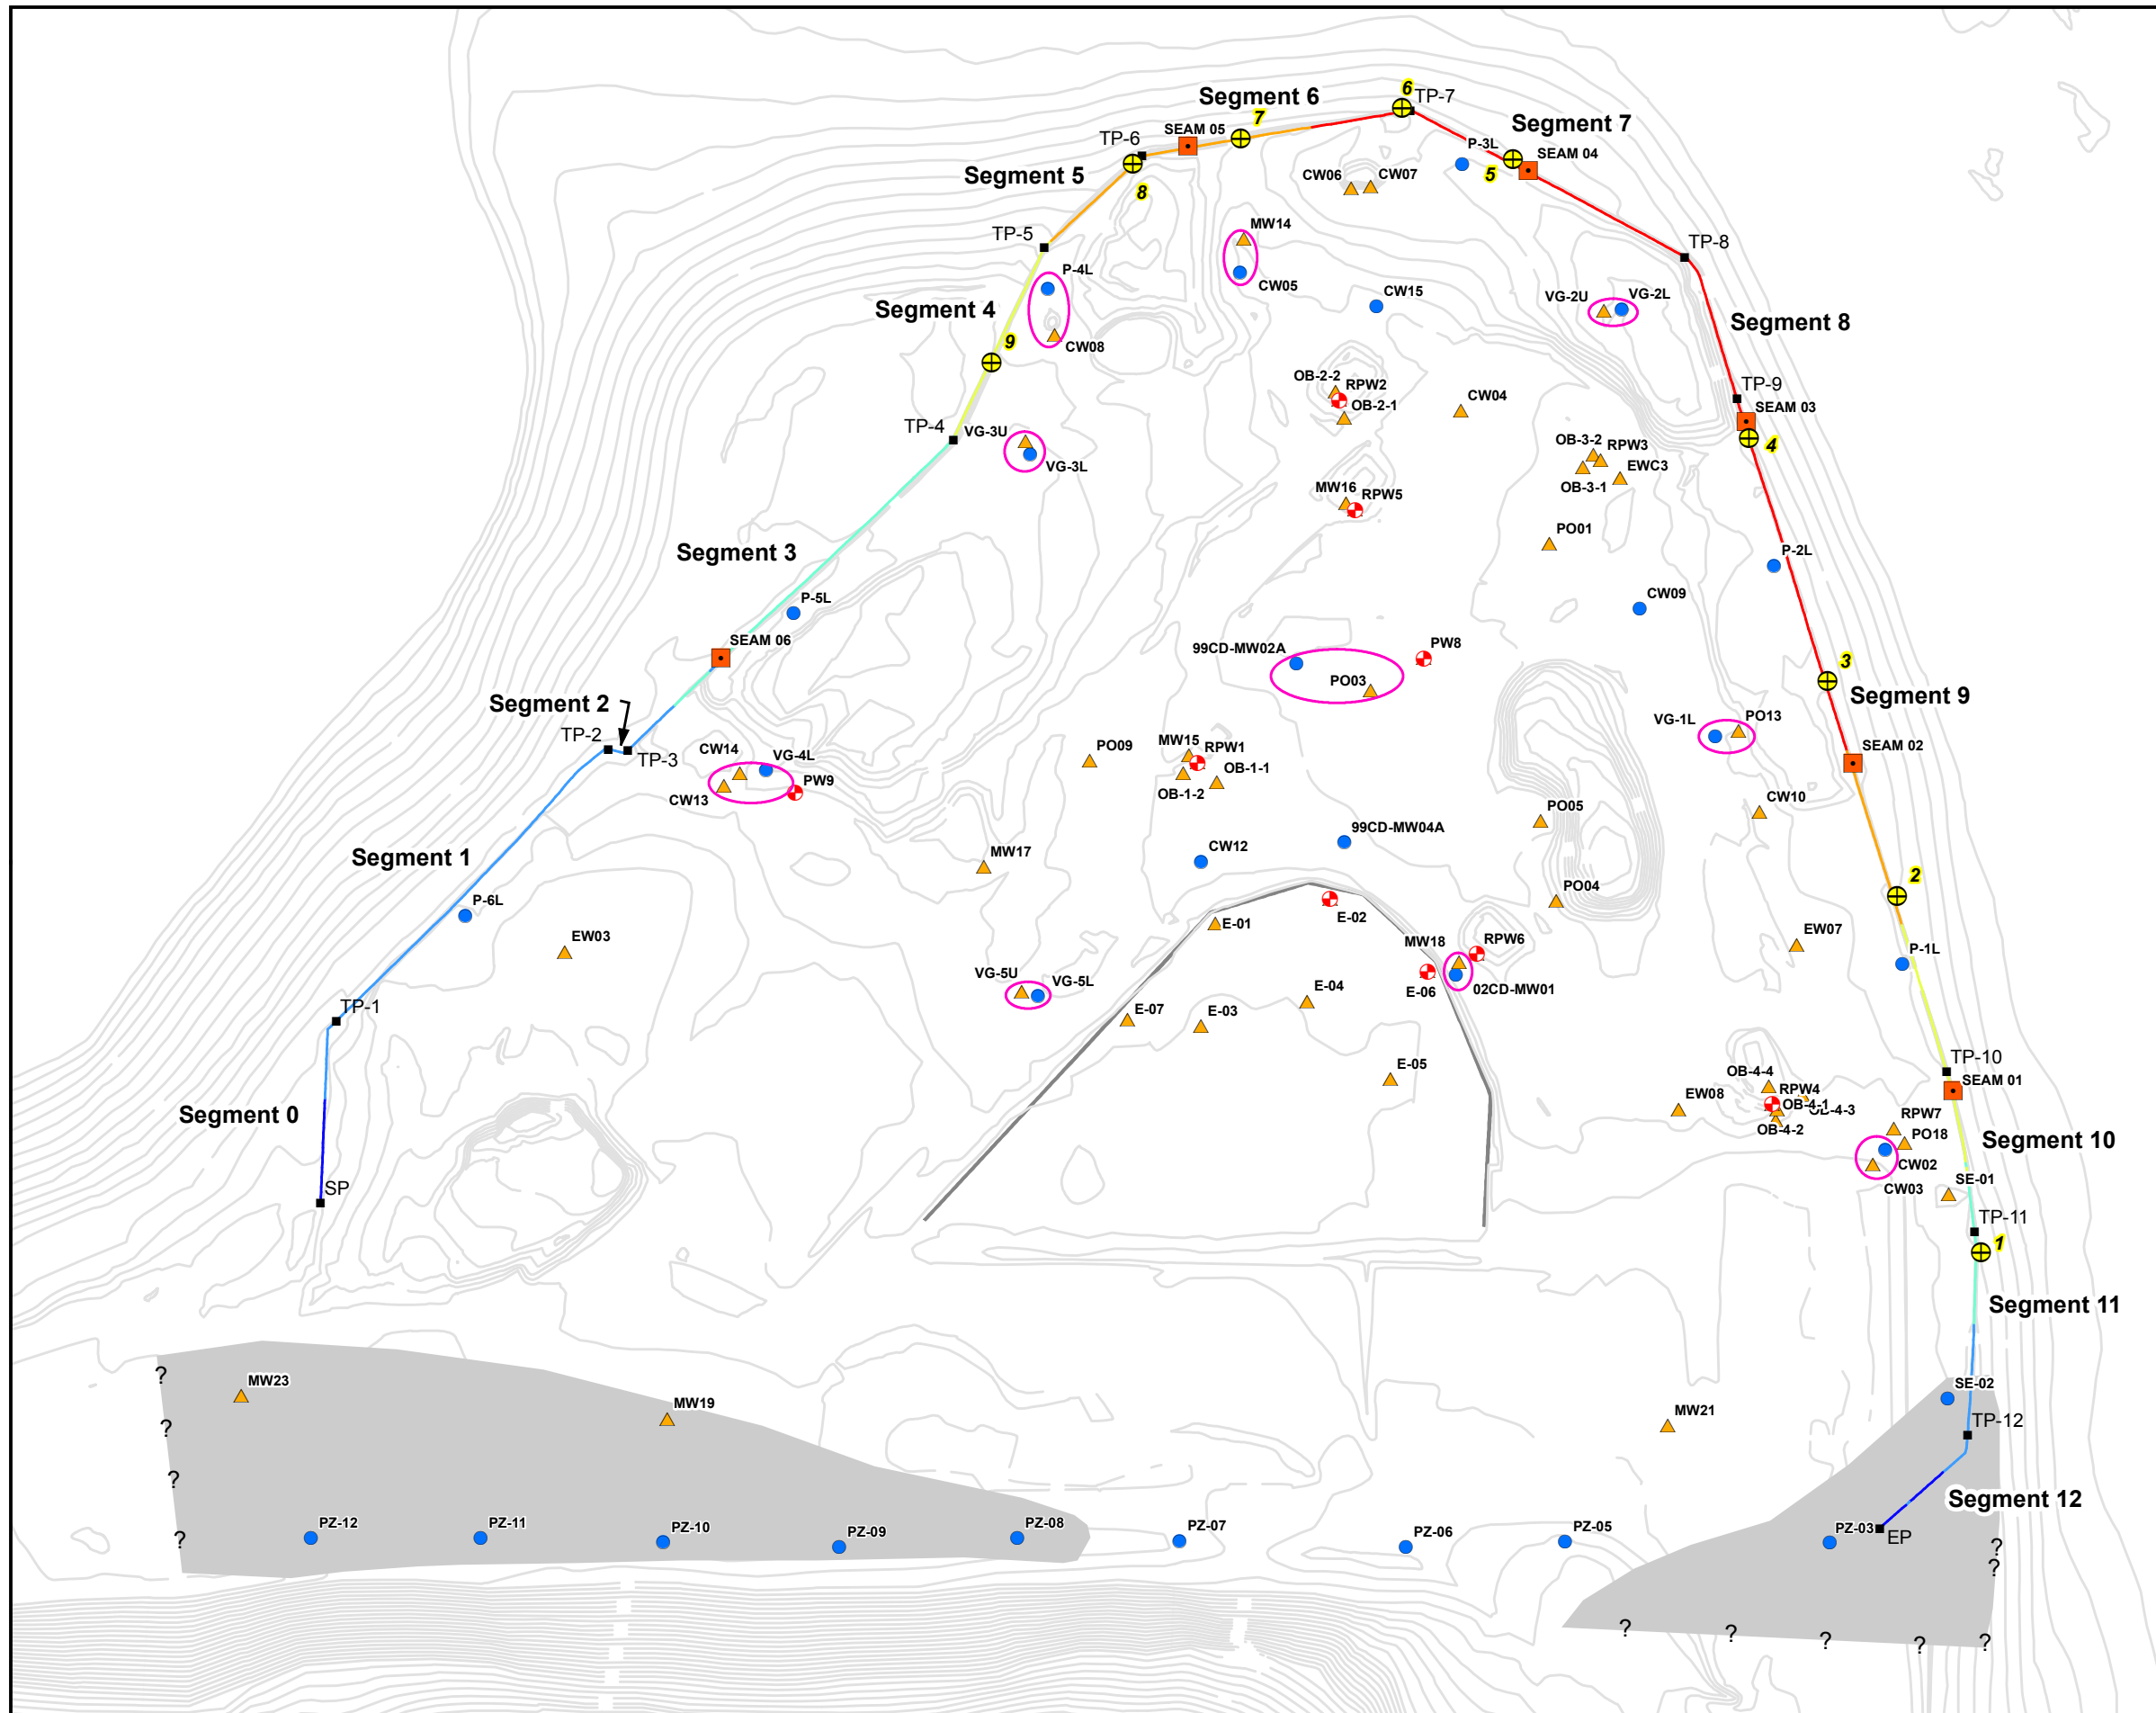 6
TP-7
Segment 6
7
Segment 7
SEAM 05
TP-6
P-3L
SEAM 04
5
Segment 5
8
CW06
CW07
MW14
TP-5
TP-8
P-4L
CW05
CW15
VG-2U
VG-2L
Segment 4
Segment 8
9
CW08
OB-2-2
RPW2
TP-9
CW04
OB-2-1
SEAM 03
TP-4
VG-3U
4
OB-3-2
RPW3
VG-3L
EWC3
OB-3-1
MW16
RPW5
PO01
Segment 3
P-2L
P-5L
CW09
SEAM 06
99CD-MW02A
PW8
3
PO03
Segment 9
Segment 2
VG-1L
PO13
TP-2
TP-3
CW14
VG-4L
MW15
RPW1
PO09
OB-1-1
SEAM 02
PW9
CW13
OB-1-2
CW10
PO05
99CD-MW04A
Segment 1
MW17
CW12
2
P-6L
PO04
E-01
E-02
EW03
MW18
RPW6
EW07
P-1L
VG-5U
VG-5L
E-06
02CD-MW01
E-04
TP-1
E-07
E-03
TP-10
E-05
OB-4-4
SEAM 01
RPW4
EW08
OB-4-1
OB-4-3
Segment 0
RPW7
OB-4-2
PO18
Segment 10
CW02
SP
CW03
SE-01
TP-11
1
Segment 11
?
MW23
MW19
SE-02
MW21
TP-12
?
?
Segment 12
PZ-12
PZ-11
PZ-10
PZ-09
PZ-08
PZ-07
PZ-06
PZ-05
PZ-03
EP
?
?
?
?
?
?
?
?